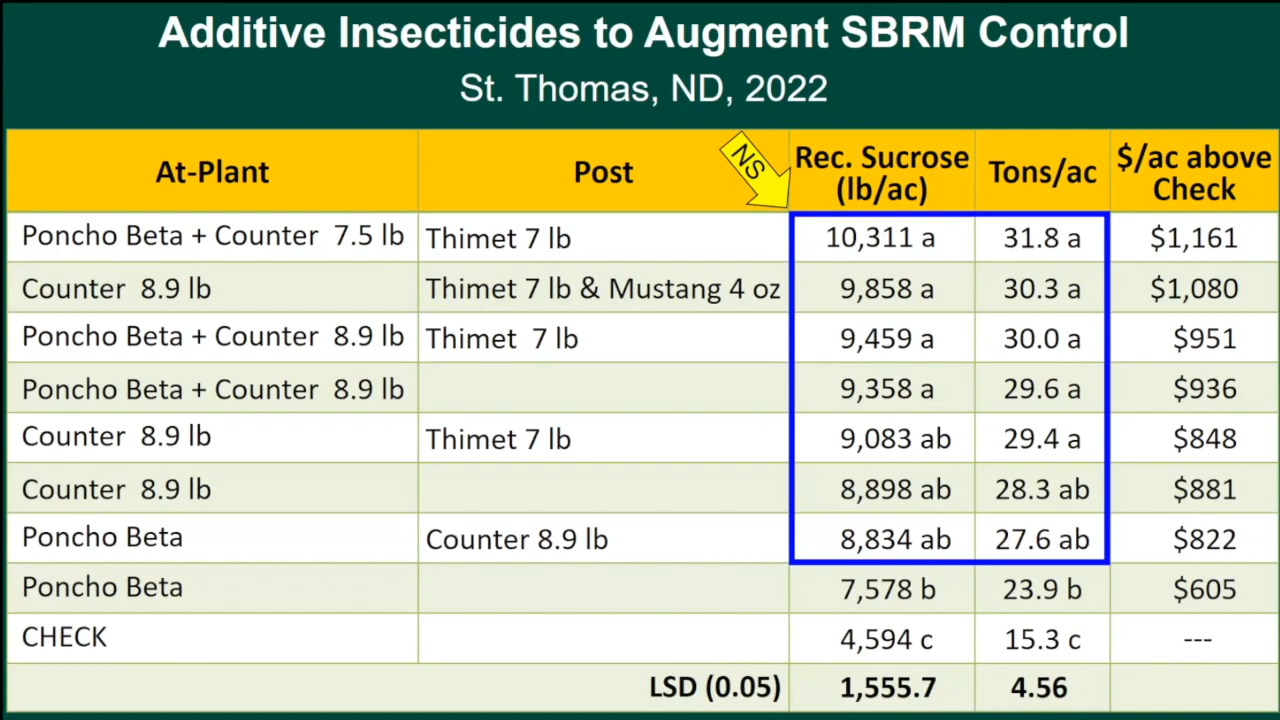 Additive Insecticides to Augment SBRM Control
St. Thomas, ND, 2022
At-Plant Post NS Rec. Sucrose (lb/ac) Tons/ac $/ac above Check
Poncho Beta + Counter 7.5 lb Thimet 7 lb 10,311 a 31.8 a $1,161
Counter 8.9 lb Thimet 7 lb & Mustang 4 oz 9,858 a 30.3 a $1,080
Poncho Beta + Counter 8.9 lb Thimet 7 lb 9,459 a 30.0 a $951
Poncho Beta + Counter 8.9 lb 9,358 a 29.6 a $936
Counter 8.9 lb Thimet 7 lb 9,083 ab 29.4 a $848
Counter 8.9 lb 8,898 ab 28.3 ab $881
Poncho Beta Counter 8.9 lb 8,834 ab 27.6 ab $822
Poncho Beta 7,578 b 23.9 b $605
CHECK 4,594 c 15.3 c ---
LSD (0.05) 1,555.7 4.56